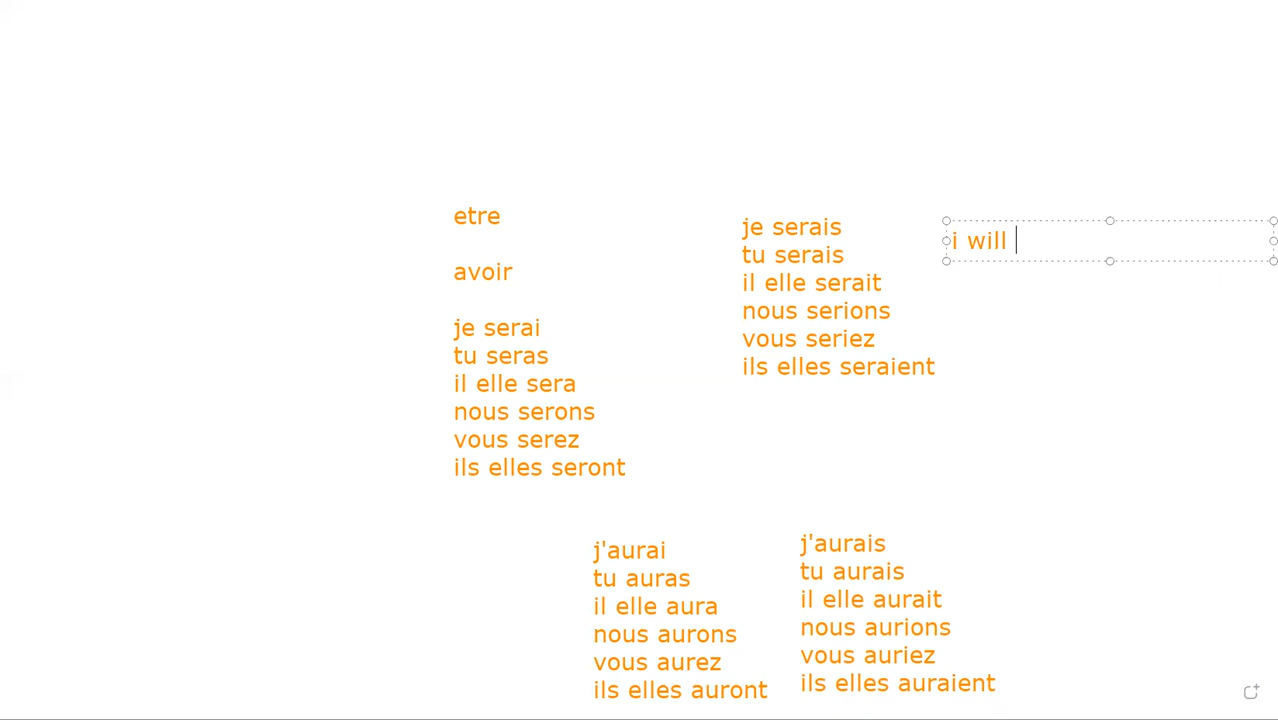 etre
avoir
je serai
tu seras
il elle sera
nous serons
vous serez
ils elles seront
je serais
tu serais
il elle serait
nous serions
vous seriez
ils elles seraient
i will
j'aurai
tu auras
il elle aura
nous aurons
vous aurez
ils elles auront
j'aurais
tu aurais
il elle aurait
nous aurions
vous auriez
ils elles auraient